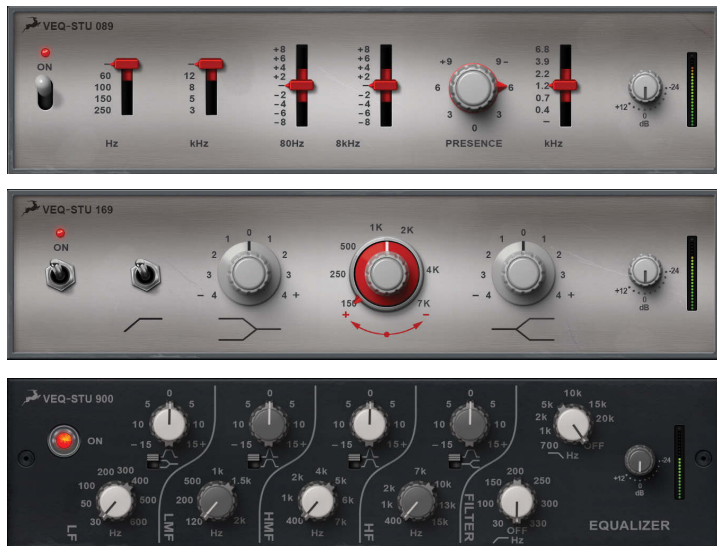 VEQ-STU 089
ON
60
100
150
250
Hz
12
8
5
3
kHz
+8
+6
+4
+2
−
−2
−4
−6
−8
80Hz
+8
+6
+4
+2
−
−2
−4
−6
−8
8kHz
+9 9−
6 6
3 3
0
PRESENCE
6.8
3.9
2.2
1.2
0.7
0.4
−
kHz
+12 -24
0
dB
VEQ-STU 169
ON
0
1 1
2 2
3 3
− 4 4 +
1K 2K
500
250 4K
150 7K
+ −
0
1 1
2 2
3 3
− 4 4 +
+12 -24
0
dB
VEQ-STU 900
ON
0
5 5
10 10
−15 15+
0
5 5
10 10
−15 15+
0
5 5
10 10
−15 15+
0
5 5
10 10
−15 15+
10k
5k 15k
2k 20k
1k
700 OFF
Hz
LF
200 300
100 400
50 500
30 600
Hz
LMF
1k
500 1.5k
200
120 2k
Hz
HMF
4k
2k 5k
1k 6k
400 7k
Hz
HF
7k
2k 10k
1k 13k
400 15k
Hz
FILTER
200
150 250
100 300
30 OFF 330
Hz
+12 -24
0
dB
EQUALIZER